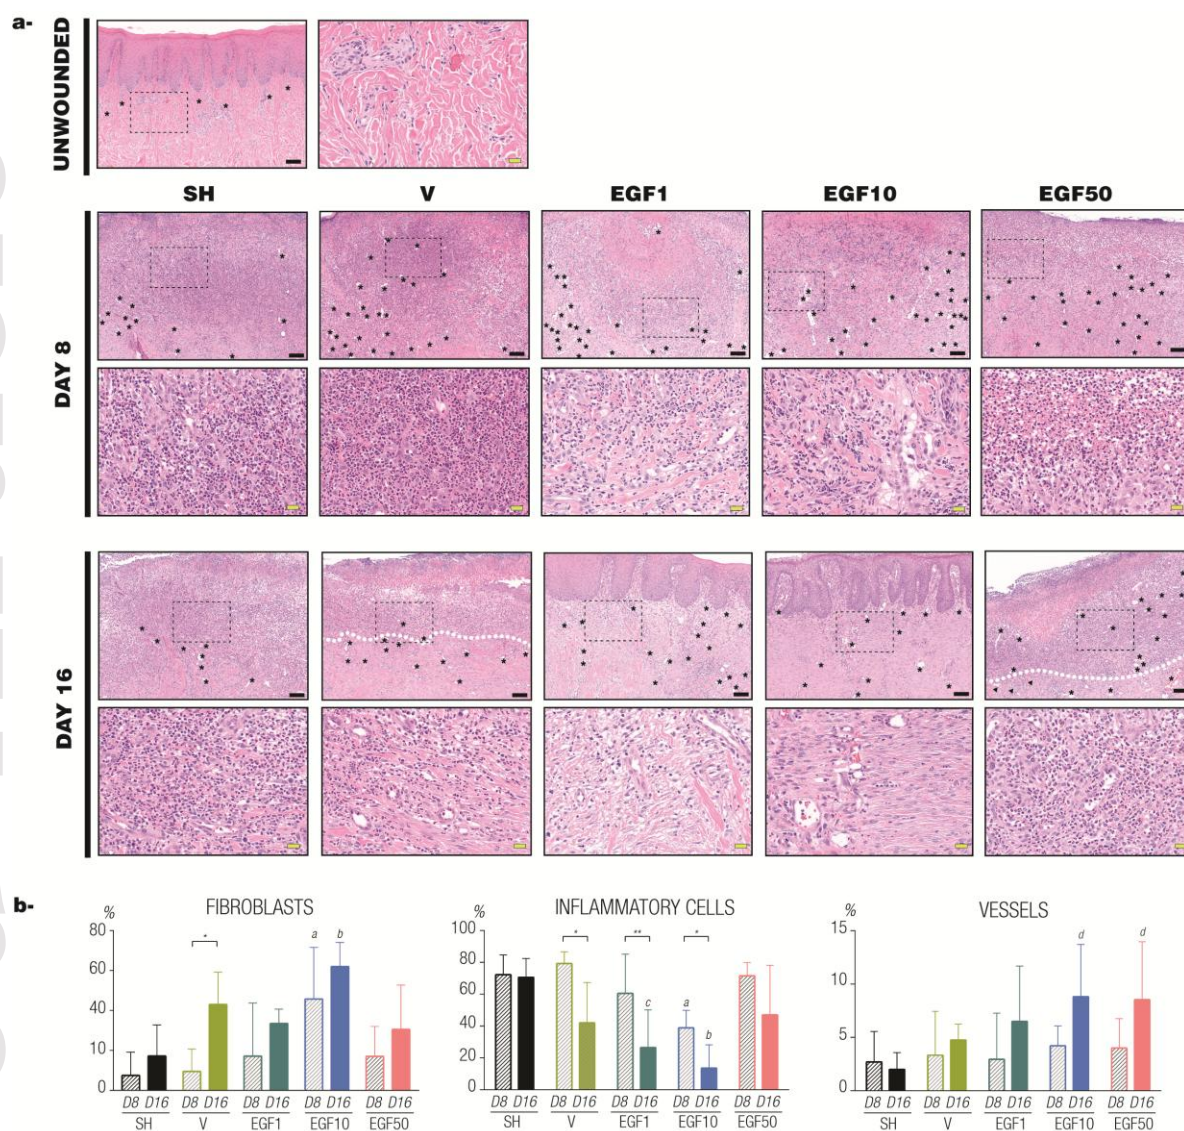 a-
UNWOUNDED
SH V EGF1 EGF10 EGF50
DAY 8
DAY 16
b-
FIBROBLASTS
%
80
60
40
10
0
*
a b
D8 D16 D8 D16 D8 D16 D8 D16 D8 D16
SH V EGF1 EGF10 EGF50
INFLAMMATORY CELLS
%
100
80
60
40
20
0
* ** *
c a b
D8 D16 D8 D16 D8 D16 D8 D16 D8 D16
SH V EGF1 EGF10 EGF50
VESSELS
%
15
10
5
0
d d
D8 D16 D8 D16 D8 D16 D8 D16 D8 D16
SH V EGF1 EGF10 EGF50